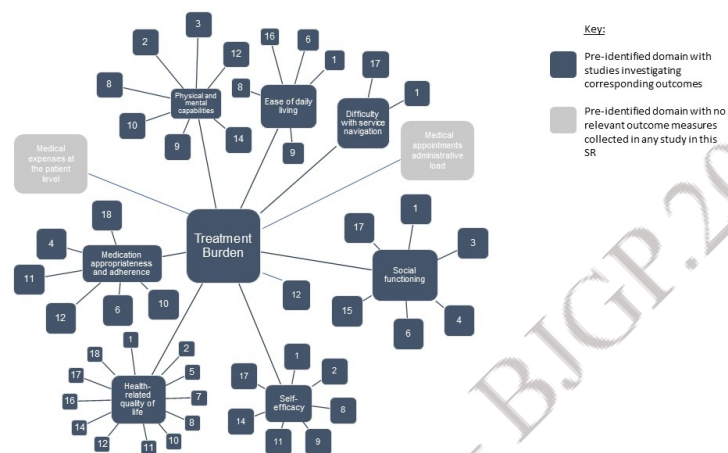 Key:
Pre-identified domain with
studies investigating
corresponding outcomes
Pre-identified domain with no
relevant outcome measures
collected in any study in this
SR
3
2
12
8
Physical and mental
capabilities
10
9
14
16
6
1
8
Ease of daily
living
9
17
1
Difficulty
with service
navigation
Medical
expenses at
the patient
level
Medical
appointments
administrative
load
Treatment
Burden
12
18
4
Medication
appropriateness
and adherence
11
12
6
10
1
17
3
Social
functioning
15
6
4
1
18
2
17
5
Health-
related
quality of
life
16
7
14
8
12
11
10
1
17
2
Self-
efficacy
14
8
11
9
BJGP.20